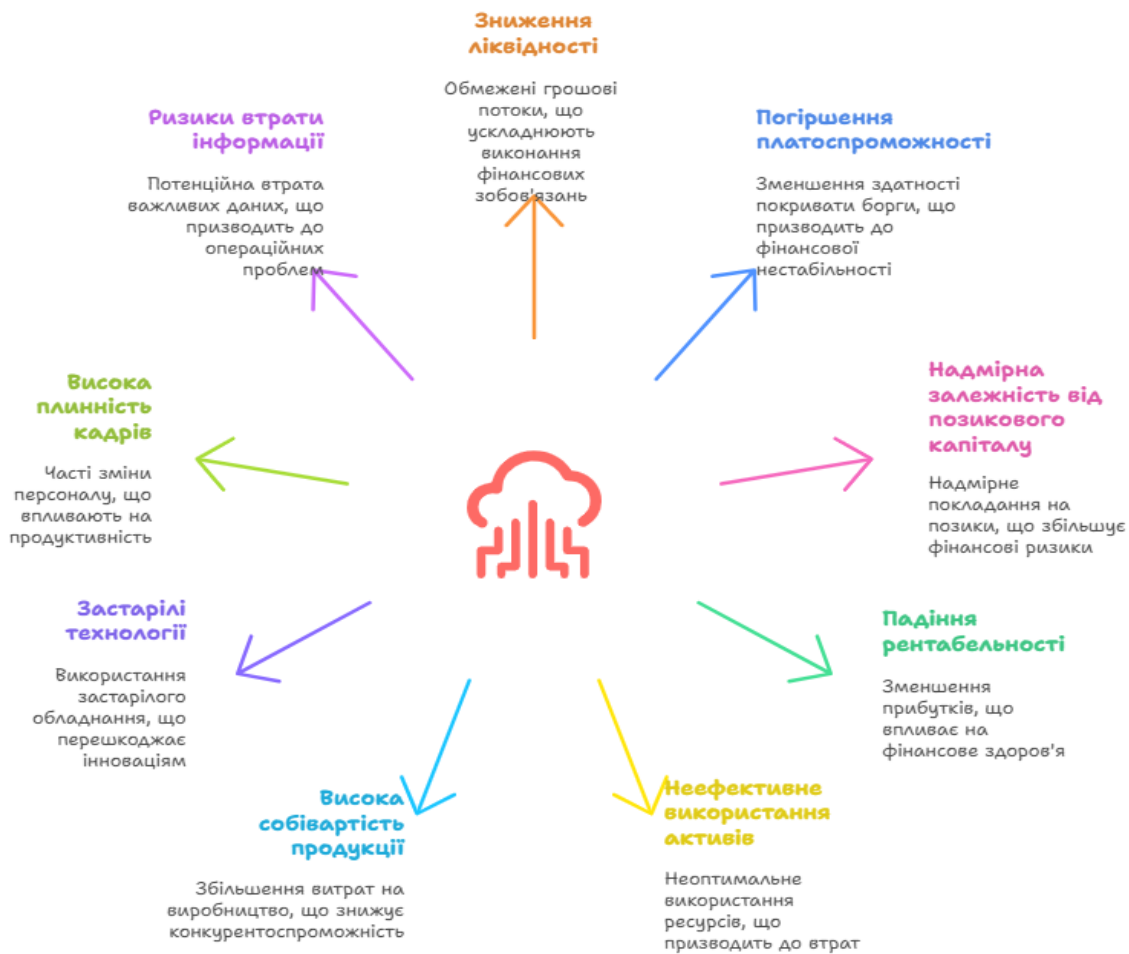 Зниження
ліквідності
Обмежені грошові
потоки, що
ускладнюють
виконання
фінансових
зобов'язань
Погіршення
платоспроможності
Зменшення здатності
покривати борги, що
призводить до
фінансової
нестабільності
Надмірна
залежність від
позикового
капіталу
Надмірне
покладання на
позики, що збільшує
фінансові ризики
Падіння
рентабельності
Зменшення
прибутків, що
впливає на
фінансове здоров'я
Неефективне
використання
активів
Неоптимальне
використання
ресурсів, що
призводить до втрат
Висока
собівартість
продукції
Збільшення витрат на
виробництво, що знижує
конкурентоспроможність
Застарілі
технології
Використання
застарілого
обладнання, що
перешкоджає
інноваціям
Висока
плинність
кадрів
Часті зміни
персоналу, що
впливають на
продуктивність
Ризики втрати
інформації
Потенційна втрата
важливих даних, що
призводить до
операційних
проблем